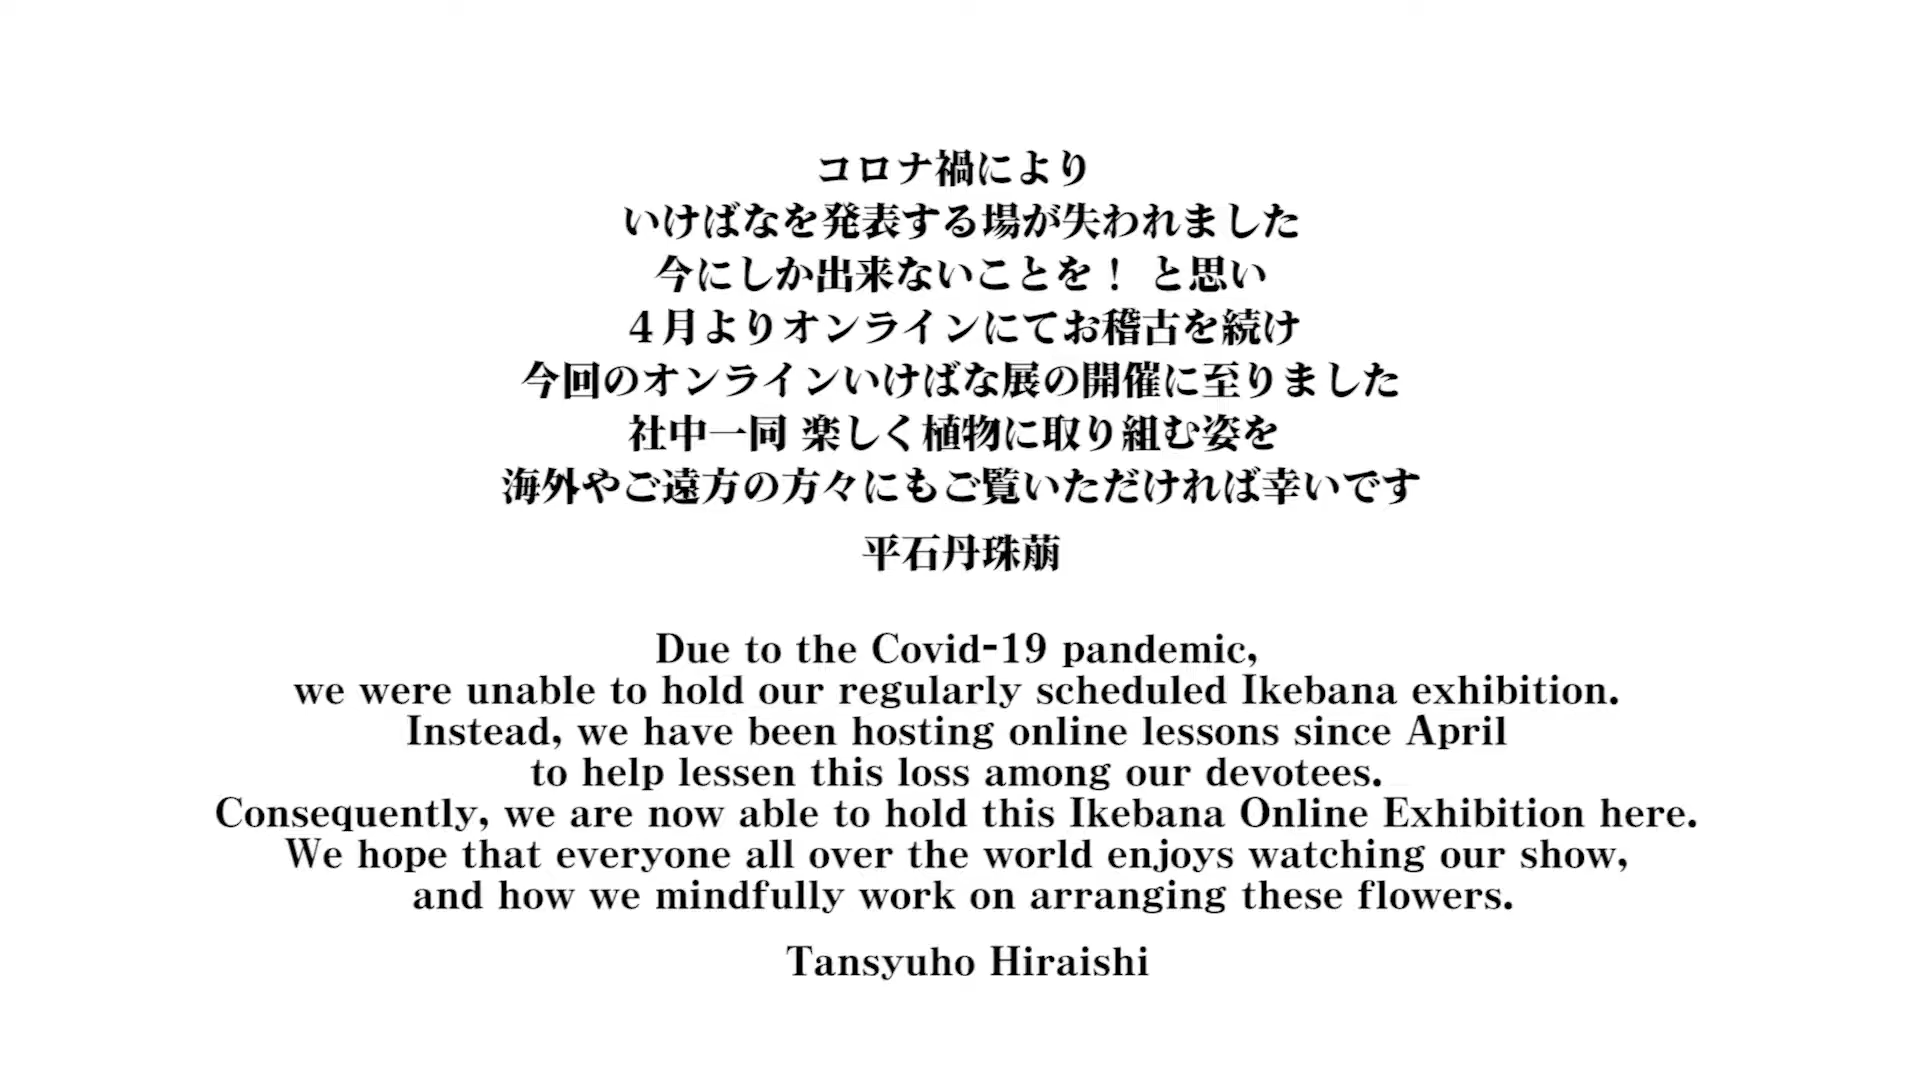 コロナ禍により
いけばなを発表する場が失われました
今にしか出来ないことを！ と思い
４月よりオンラインにてお稽古を続け
今回のオンラインいけばな展の開催に至りました
社中一同 楽しく植物に取り組む姿を
海外やご遠方の方々にもご覧いただければ幸いです
平石丹珠萠
Due to the Covid-19 pandemic,
we were unable to hold our regularly scheduled Ikebana exhibition.
Instead, we have been hosting online lessons since April
to help lessen this loss among our devotees.
Consequently, we are now able to hold this Ikebana Online Exhibition here.
We hope that everyone all over the world enjoys watching our show,
and how we mindfully work on arranging these flowers.
Tansyuho Hiraishi